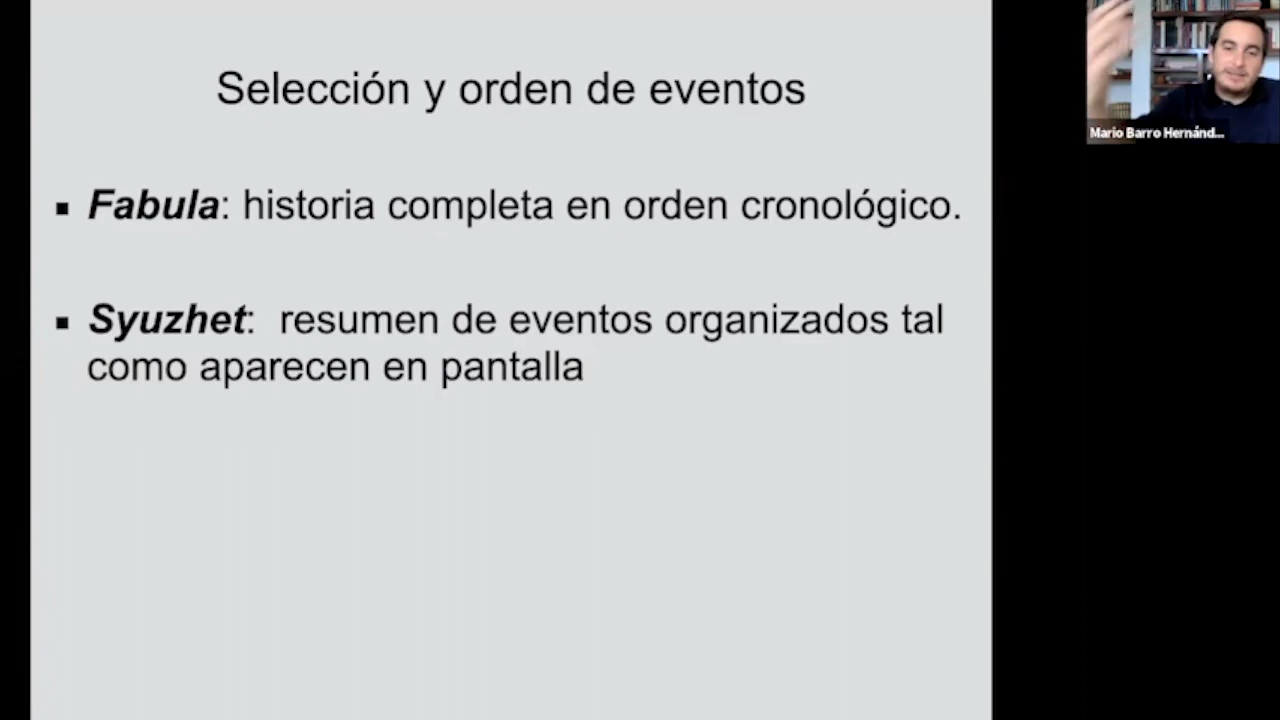 Selección y orden de eventos
▪ Fabula: historia completa en orden cronológico.
▪ Syuzhet: resumen de eventos organizados tal
como aparecen en pantalla
Mario Barro Hernánd...